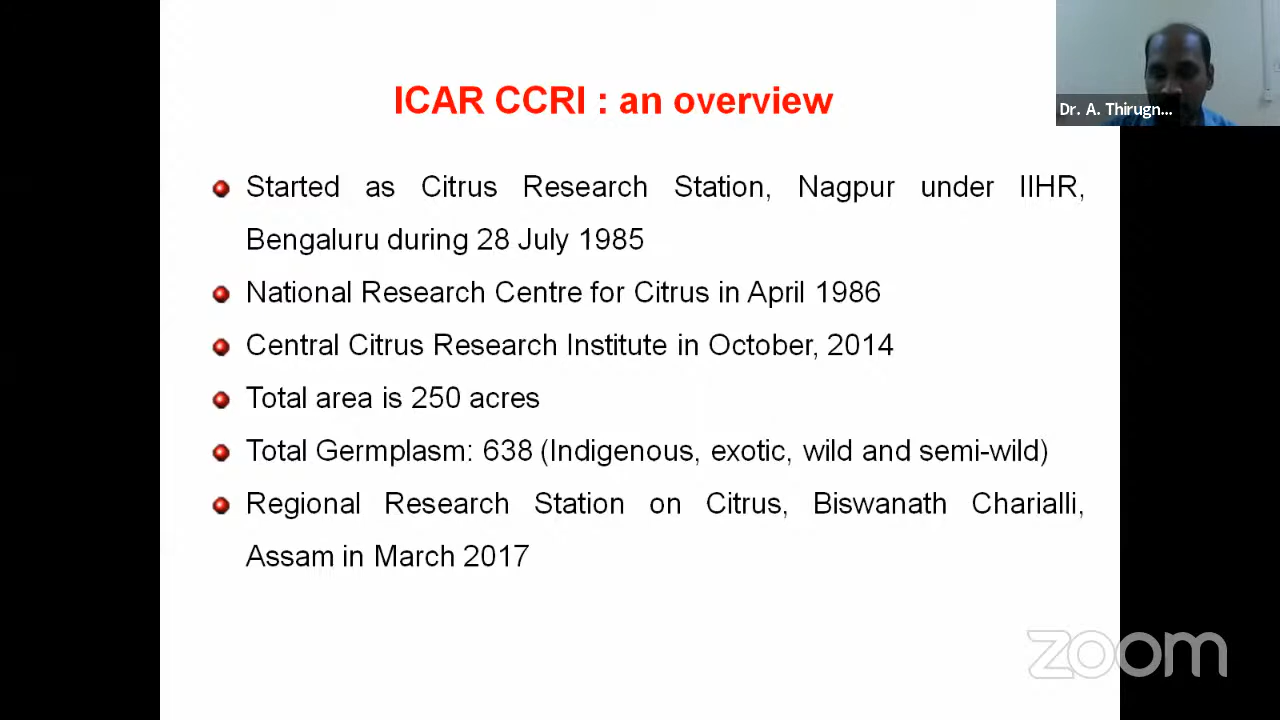 ICAR CCRI : an overview
Dr. A. Thirugn...
Started as Citrus Research Station, Nagpur under IIHR,
Bengaluru during 28 July 1985
National Research Centre for Citrus in April 1986
Central Citrus Research Institute in October, 2014
Total area is 250 acres
Total Germplasm: 638 (Indigenous, exotic, wild and semi-wild)
Regional Research Station on Citrus, Biswanath Charialli,
Assam in March 2017
zoom